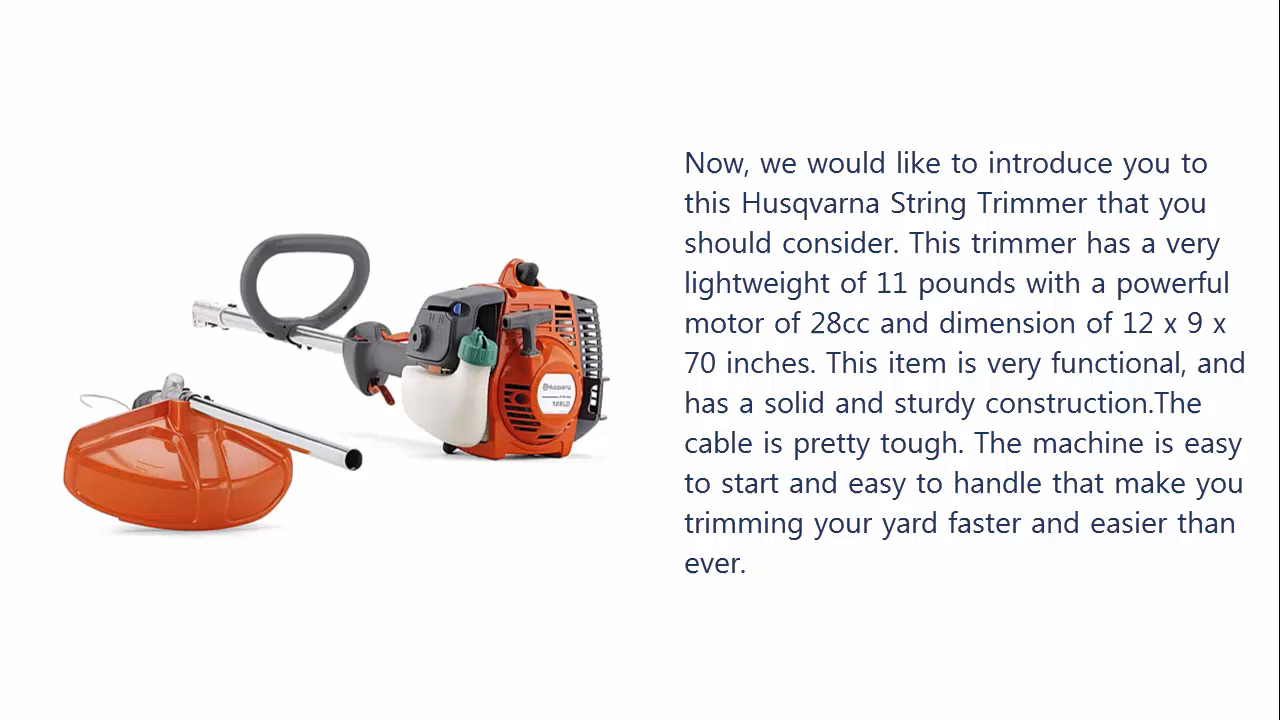 Now, we would like to introduce you to
this Husqvarna String Trimmer that you
should consider. This trimmer has a very
lightweight of 11 pounds with a powerful
motor of 28cc and dimension of 12 x 9 x
70 inches. This item is very functional, and
has a solid and sturdy construction.The
cable is pretty tough. The machine is easy
to start and easy to handle that make you
trimming your yard faster and easier than
ever.
Husqvarna
128LD